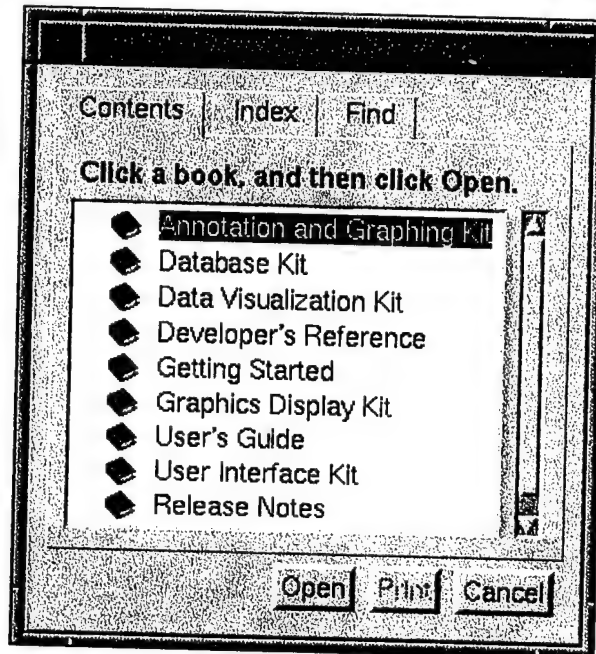 Contents Index Find
Click a book, and then click Open.
Annotation and Graphing Kit
Database Kit
Data Visualization Kit
Developer's Reference
Getting Started
Graphics Display Kit
User's Guide
User Interface Kit
Release Notes
Open Print Cancel